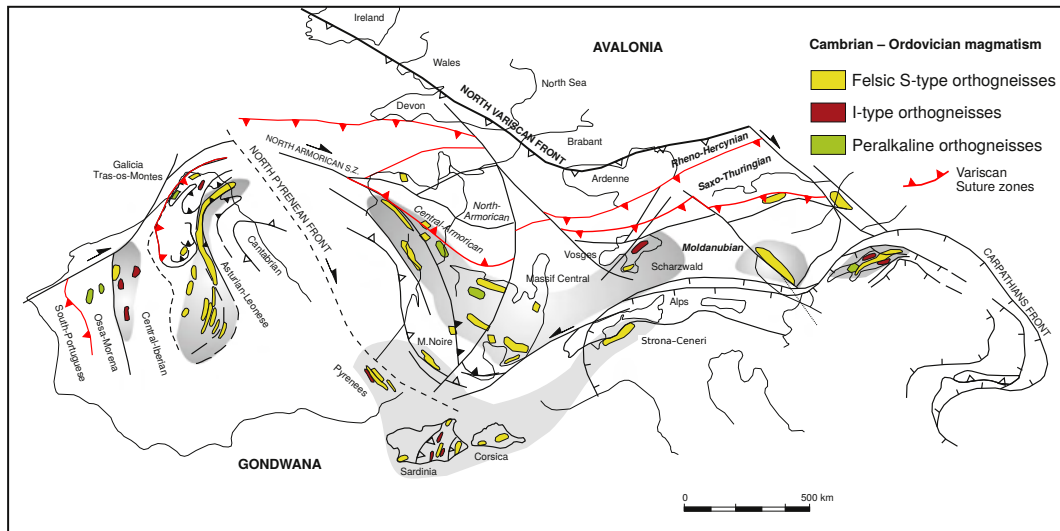 Ireland
AVALONIA
Cambrian – Ordovician magmatism
Felsic S-type orthogneisses
I-type orthogneisses
Peralkaline orthogneisses
Variscan
Suture zones
Wales
North Sea
NORTH VARISCAN FRONT
Devon
Brabant
Ardenne
Rheno-Hercynian
Saxo-Thuringian
NORTH ARMORICAN S.Z.
Galicia
Tras-os-Montes
NORTH PYRENEAN FRONT
North-
Armorican
Central-Armorican
Cantabrian
Moldanubian
Vosges
Scharzwald
Massif Central
CARPATHIANS FRONT
Asturian-Leonese
Alps
South-Portuguese
Ossa-Morena
Central-Iberian
M.Noire
Strona–Ceneri
Pyrenees
GONDWANA
Sardinia
Corsica
0
500 km